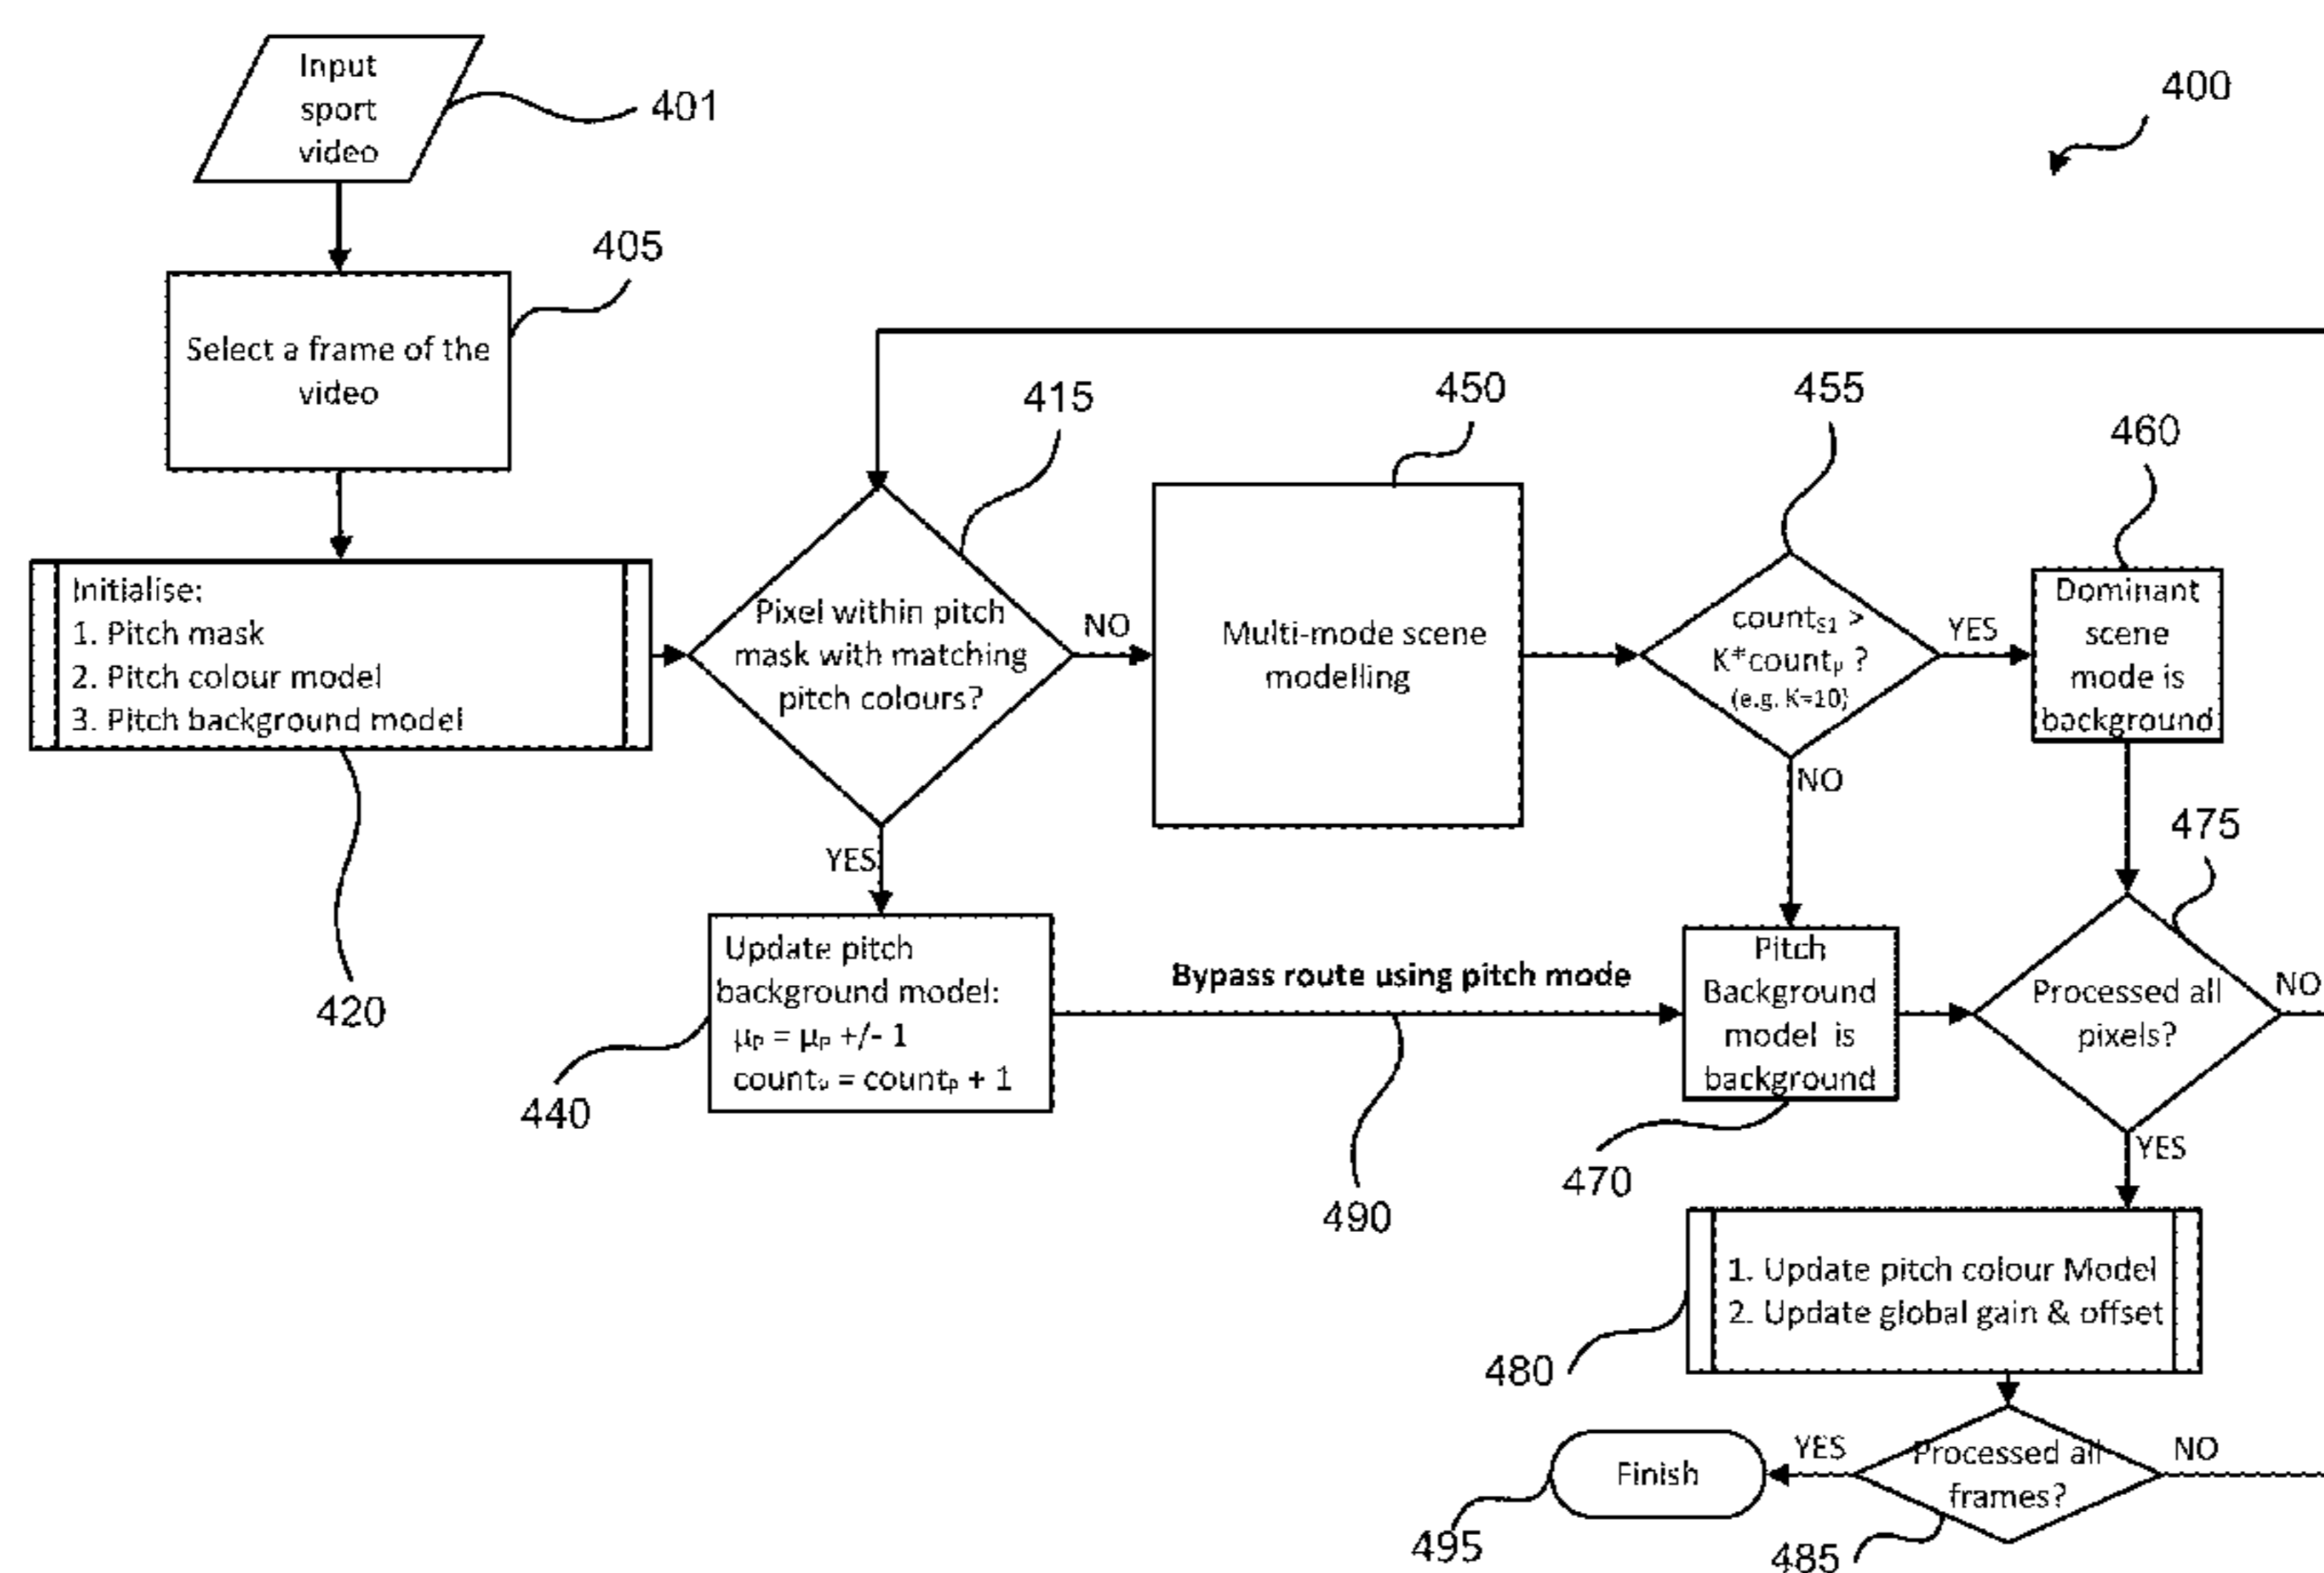 Input
sport
video
401
400
405
Select a frame of the
video
415
450
455
460
Initialise:
1. Pitch mask
2. Pitch colour model
3. Pitch background model
420
Pixel within pitch
mask with matching
pitch colours?
NO
YES
Multi-mode scene
modelling
countS1 >
K*countP ?
(e.g. K=10)
YES
NO
Dominant
scene
mode is
background
475
Update pitch
background model:
μP = μP +/- 1
countP = countP + 1
440
Bypass route using pitch mode
490
Pitch
Background
model is
background
470
Processed all
pixels?
NO
YES
1. Update pitch colour Model
2. Update global gain & offset
480
Processed all
frames?
YES
NO
Finish
495
485